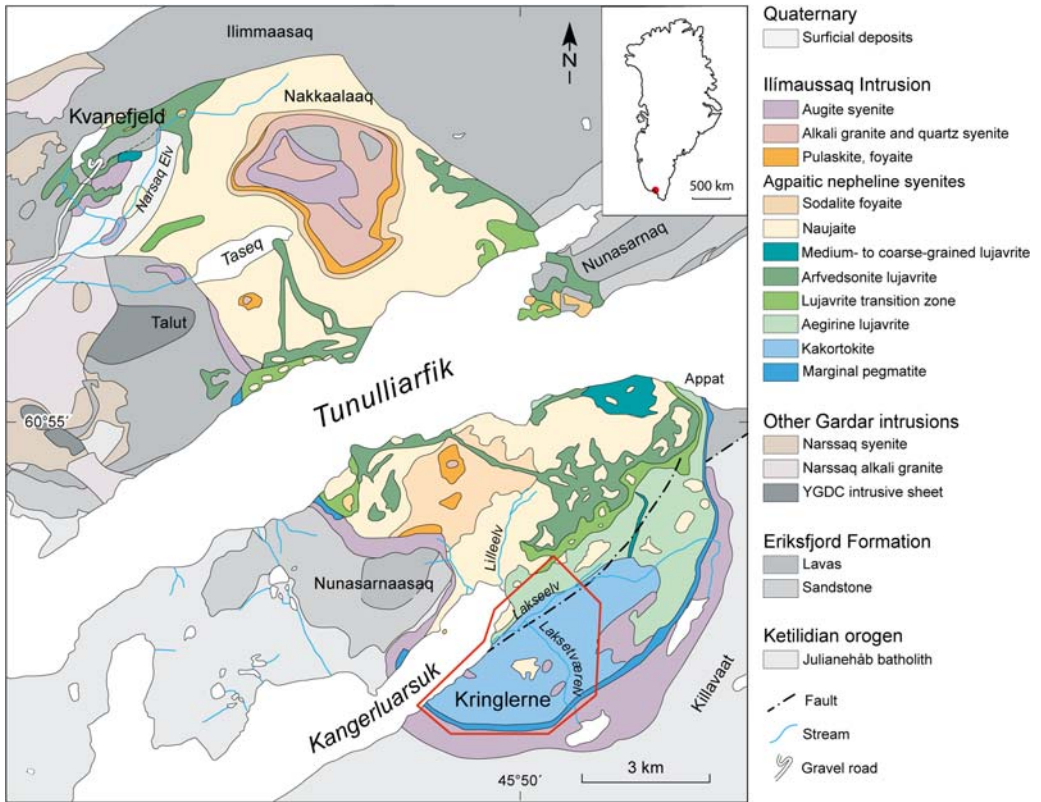 Ilimmaasaq
N
Nakkaalaaq
Kvanefjeld
500 km
Narsaq Elv
Taseq
Nunasarnaq
Talut
Tunulliarfik
Appat
60°55´
Lilleelv
Nunasarnaasaq
Lakseelv
Laksetværelv
Kangerluarsuk
Kringlerne
Killavaat
45°50´
3 km
Quaternary
Surficial deposits
Ilímaussaq Intrusion
Augite syenite
Alkali granite and quartz syenite
Pulaskite, foyaite
Agpaitic nepheline syenites
Sodalite foyaite
Naujaite
Medium- to coarse-grained lujavrite
Arfvedsonite lujavrite
Lujavrite transition zone
Aegirine lujavrite
Kakortokite
Marginal pegmatite
Other Gardar intrusions
Narssaq syenite
Narssaq alkali granite
YGDC intrusive sheet
Eriksfjord Formation
Lavas
Sandstone
Ketilidian orogen
Julianehåb batholith
Fault
Stream
Gravel road